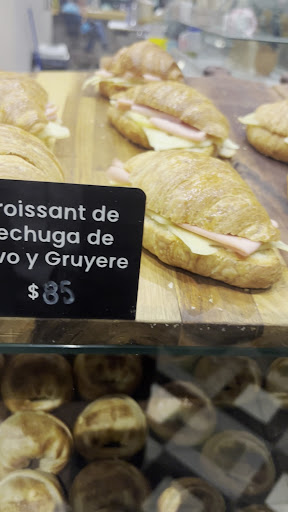 roissant de
echuga de
vo y Gruyere
$85